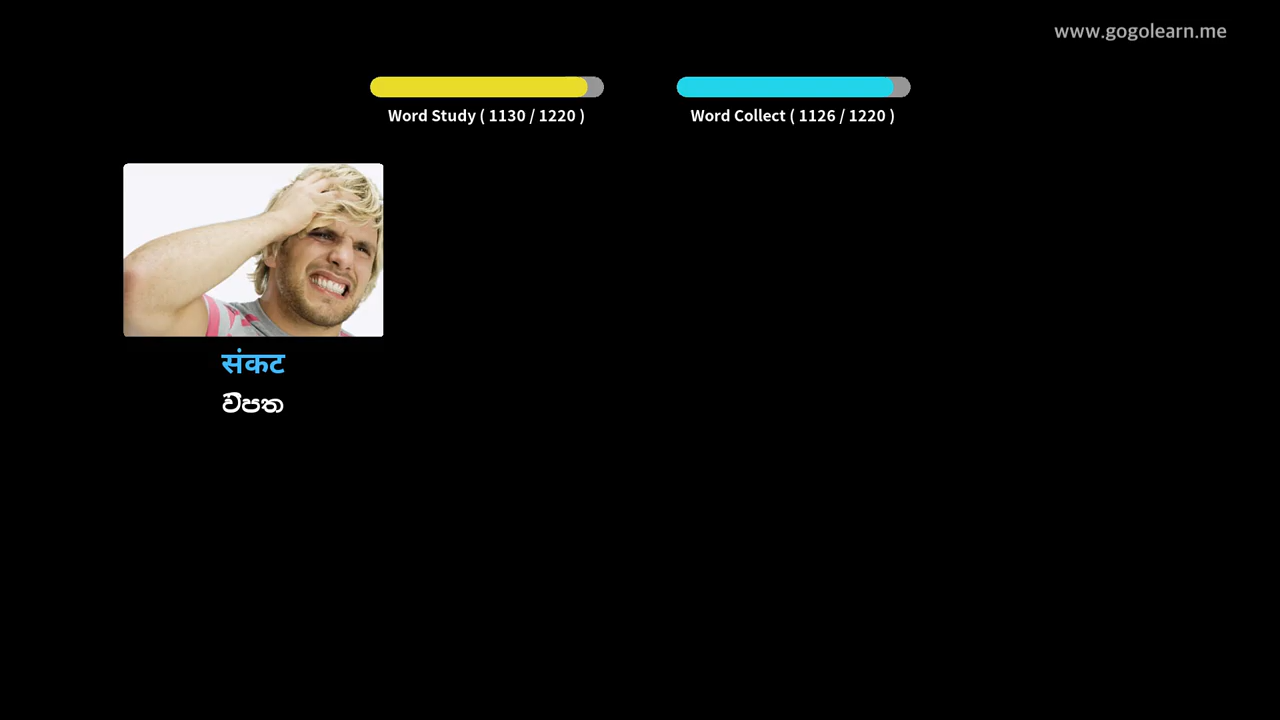 www.gogolearn.me
Word Study ( 1130 / 1220 )
Word Collect ( 1126 / 1220 )
संकट
විපත